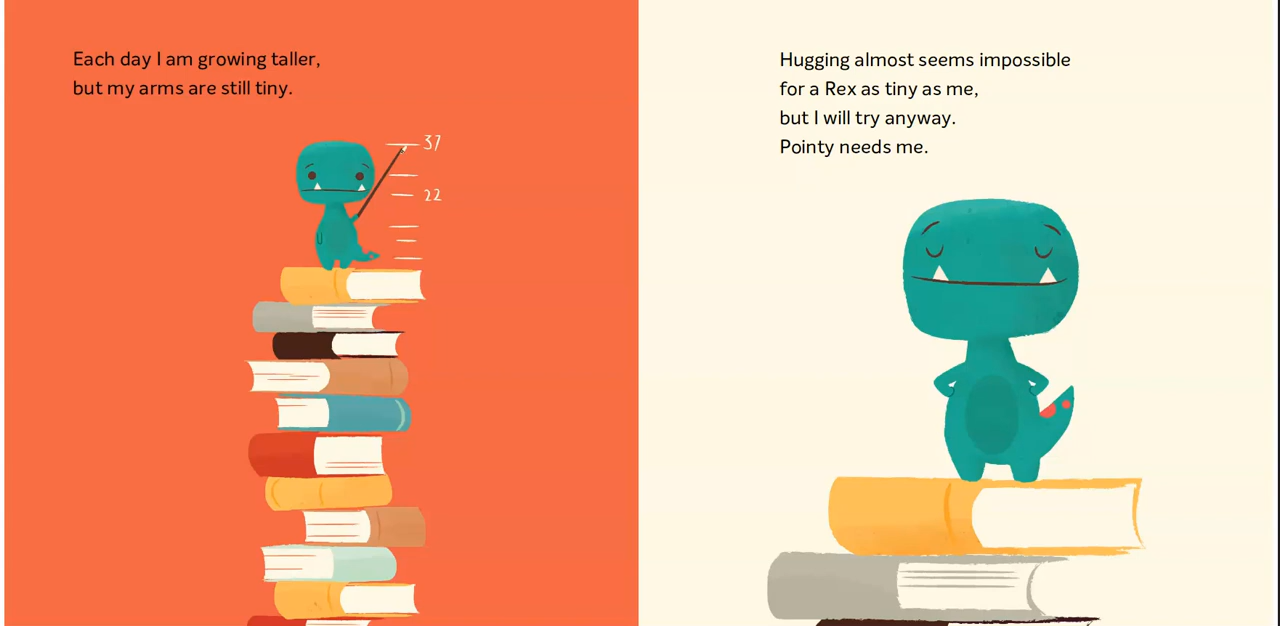 Each day I am growing taller,
but my arms are still tiny.
37
22
Hugging almost seems impossible
for a Rex as tiny as me,
but I will try anyway.
Pointy needs me.